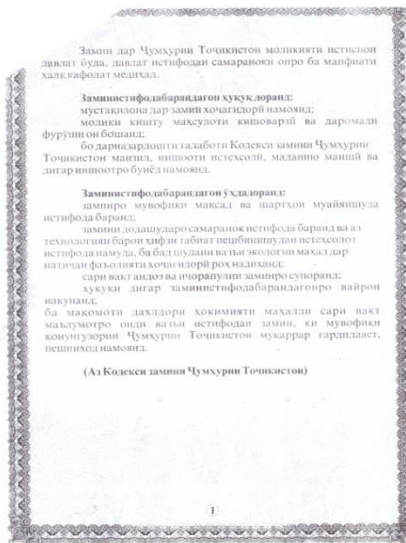 Замин дар Ҷумҳурии Тоҷикистон моликияти истисноии
давлат буда, давлат истифодаи самараноки онро ба манфиати
халқ кафолат медиҳад.
Заминистифодабарандагон ҳуқуқ доранд:
мустақилона дар замин хоҷагидорӣ намоянд;
молики кишту маҳсулоти кишоварзӣ ва даромади
фурӯши он бошанд;
бо дарназардошти талаботи Кодекси замини Ҷумҳурии
Тоҷикистон манзил, иншооти истеҳсолӣ, маданию маишӣ ва
дигар иншоотро бунёд намоянд.
Заминистифодабарандагон ӯҳдадоранд:
заминро мувофиқи мақсад ва шартҳои муайяншуда
истифода баранд;
замини додашударо самаранок истифода баранд ва аз
технологияи барои ҳифзи табиат пешбинишудаи истеҳсолот
истифода намуда, ба бад шудани вазъи экологии маҳал дар
натиҷаи фаъолияти хоҷагидорӣ роҳ надиҳанд;
сари вақт андоз ва иҷорапулии заминро супоранд;
ҳуқуқи дигар заминистифодабарандагонро вайрон
накунанд;
ба мақомоти дахлдори ҳокимияти маҳаллӣ сари вақт
маълумотро оиди вазъи истифодаи замин, ки мувофиқи
қонунгузории Ҷумҳурии Тоҷикистон муқаррар гардидааст,
пешниҳод намоянд.
(Аз Кодекси замини Ҷумҳурии Тоҷикистон)
1